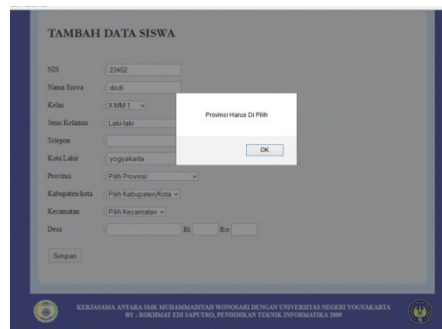 TAMBAH DATA SISWA
NIS : 23452
Nama Siswa : dodi
Kelas : X MM 1
Jenis Kelamin : Laki-laki
Telepon :
Kota Lahir : yogyakarta
Provinsi : Pilih Provinsi
Kabupaten/kota : Pilih Kabupaten/Kota
Kecamatan : Pilih Kecamatan
Desa : Rt Rw
Simpan
Provinsi Harus Di Pilih
OK
KERJASAMA ANTARA SMK MUHAMMADIYAH WONOSARI DENGAN UNIVERSITAS NEGERI YOGYAKARTA
BY : ROKHMAT EDI SAPUTRO, PENDIDIKAN TEKNIK INFORMATIKA 2009